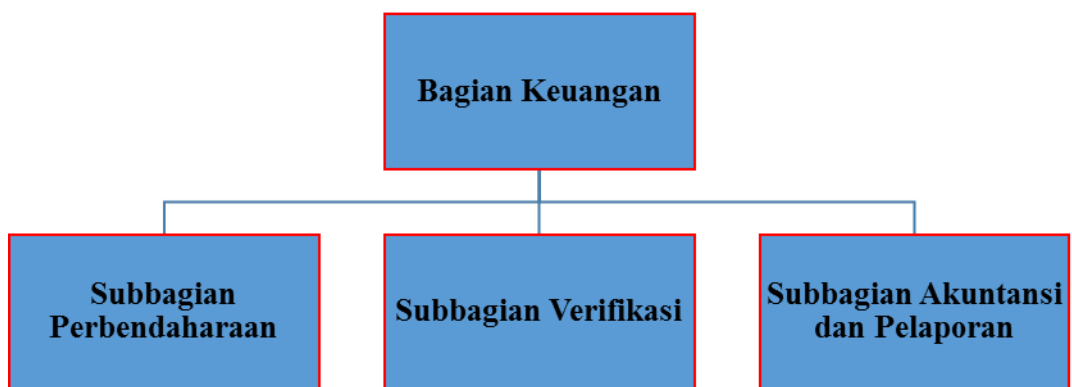 Bagian Keuangan
Subbagian
Perbendaharaan
Subbagian Verifikasi
Subbagian Akuntansi
dan Pelaporan